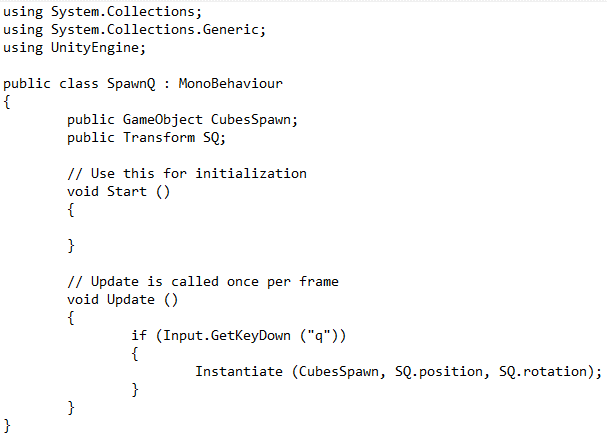 using System.Collections;
using System.Collections.Generic;
using UnityEngine;

public class SpawnQ : MonoBehaviour
{
        public GameObject CubesSpawn;
        public Transform SQ;

        // Use this for initialization
        void Start ()
        {

        }

        // Update is called once per frame
        void Update ()
        {
                if (Input.GetKeyDown ("q"))
                {
                        Instantiate (CubesSpawn, SQ.position, SQ.rotation);
                }
        }
}